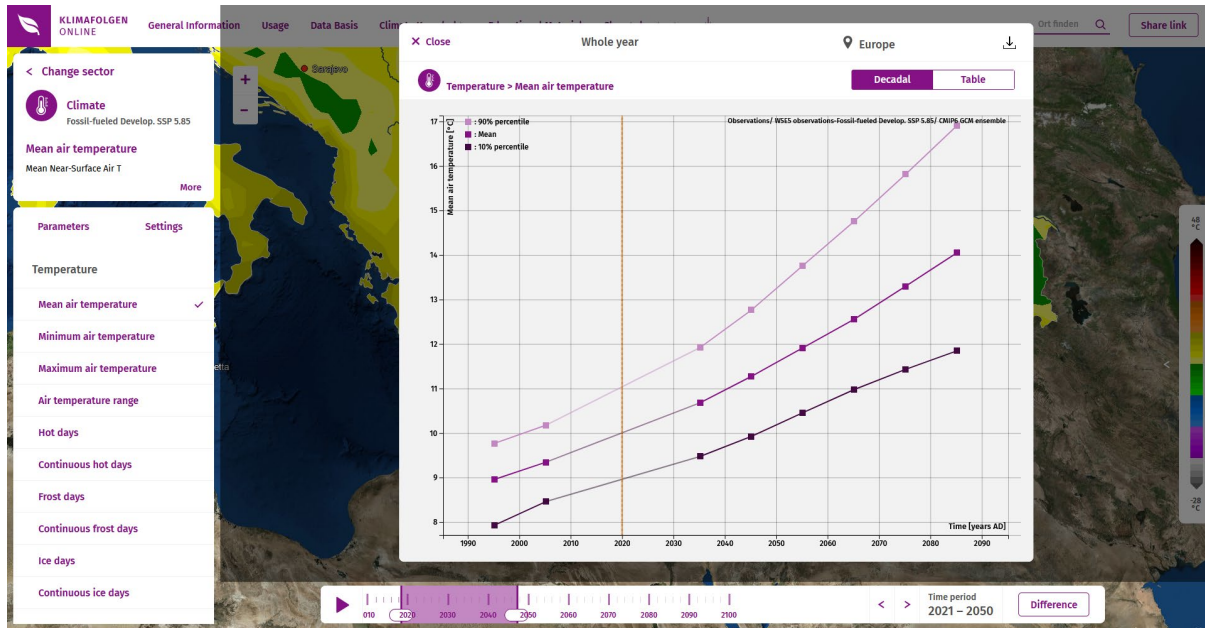 KLIMAFOLGEN
ONLINE
General Information
Usage
Data Basis
Ort finden
Share link
< Change sector
Climate
Fossil-fueled Develop. SSP 5.85
Mean air temperature
Mean Near-Surface Air T
More
Parameters
Settings
Temperature
Mean air temperature
Minimum air temperature
Maximum air temperature
Air temperature range
Hot days
Continuous hot days
Frost days
Continuous frost days
Ice days
Continuous ice days
+
-
Sarajevo
× Close
Whole year
Europe
Temperature > Mean air temperature
Decadal
Table
Mean air temperature [°C]
: 90% percentile
: Mean
: 10% percentile
Observations/ W5E5 observations-Fossil-fueled Develop. SSP 5.85/ CMIP6 GCM ensemble
17
16
15
14
13
12
11
10
9
8
Time [years AD]
1990 2000 2010 2020 2030 2040 2050 2060 2070 2080 2090
48
°C
-28
°C
<
010 2020 2030 2040 2050 2060 2070 2080 2090 2100
< >
Time period
2021 – 2050
Difference